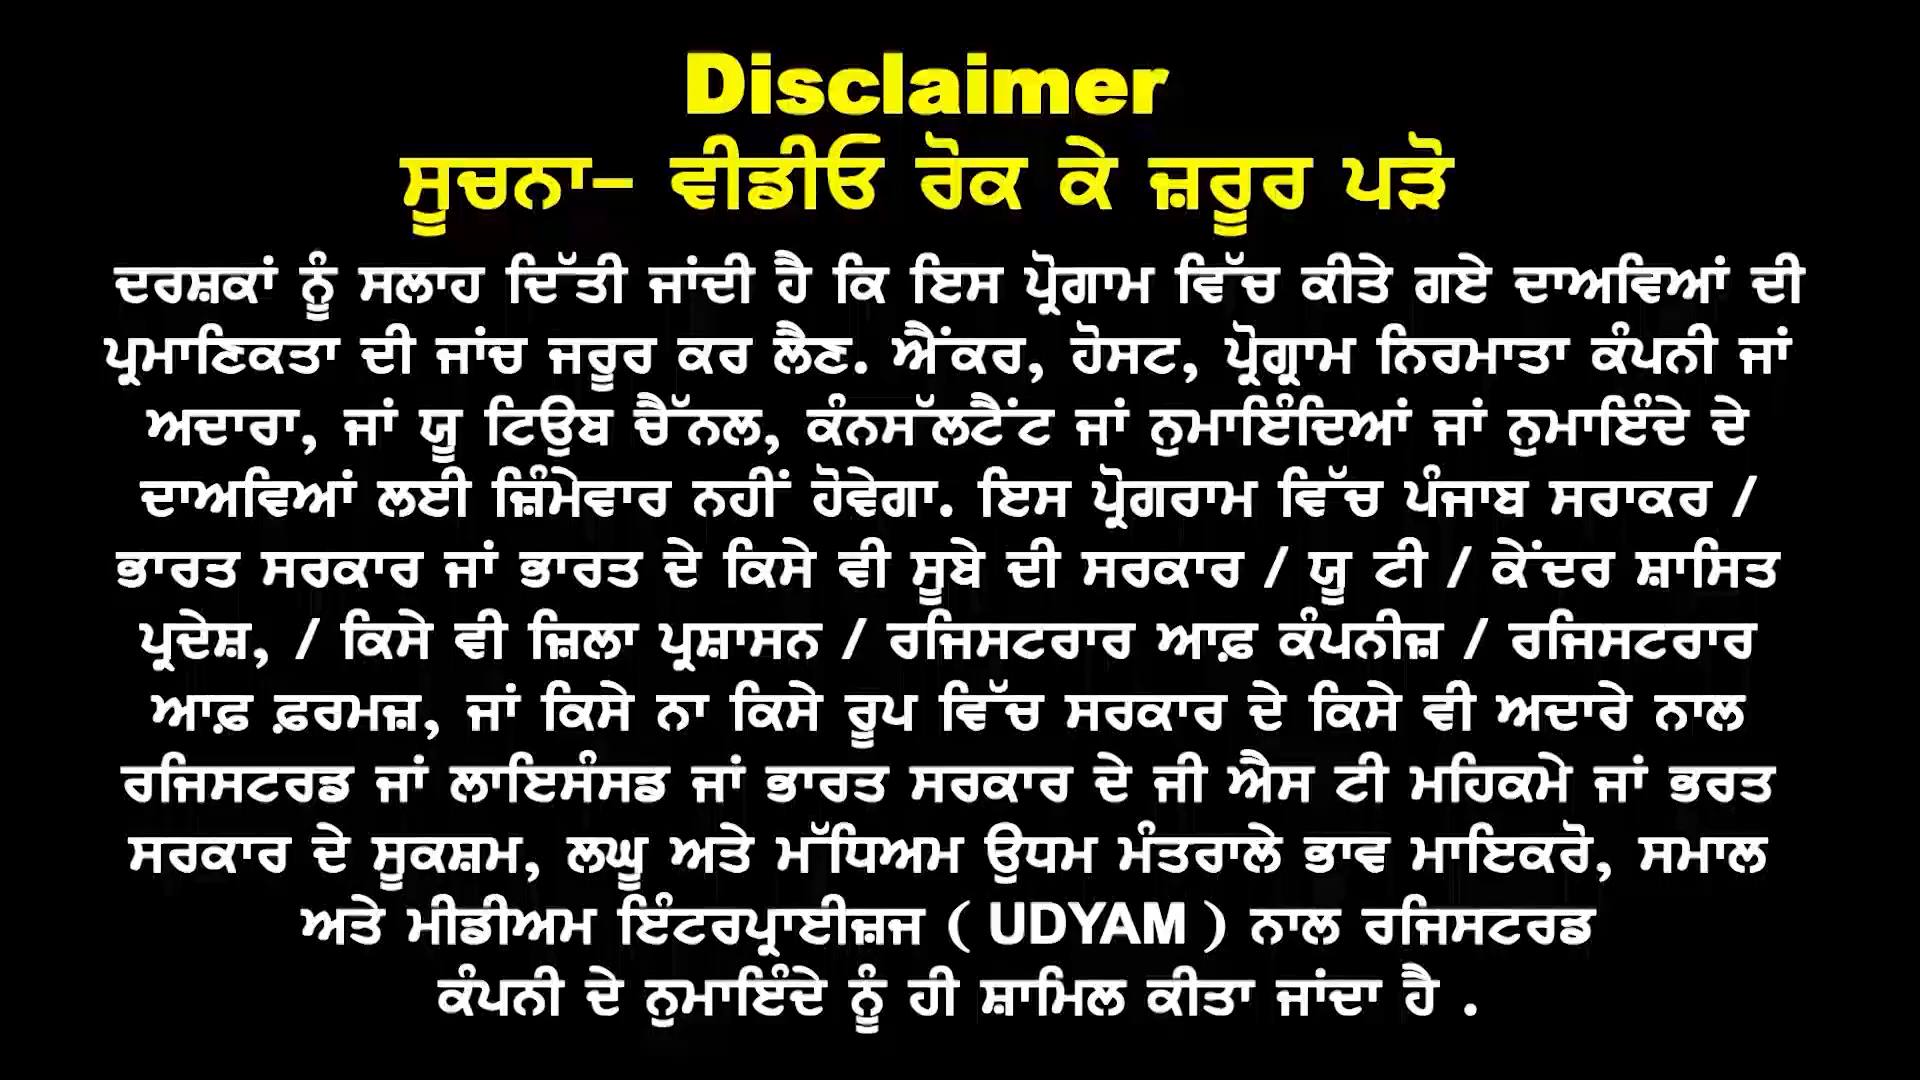 Disclaimer
ਸੂਚਨਾ- ਵੀਡੀਓ ਰੋਕ ਕੇ ਜ਼ਰੂਰ ਪੜੋ
ਦਰਸ਼ਕਾਂ ਨੂੰ ਸਲਾਹ ਦਿੱਤੀ ਜਾਂਦੀ ਹੈ ਕਿ ਇਸ ਪ੍ਰੋਗਾਮ ਵਿੱਚ ਕੀਤੇ ਗਏ ਦਾਅਵਿਆਂ ਦੀ
ਪ੍ਰਮਾਣਿਕਤਾ ਦੀ ਜਾਂਚ ਜਰੂਰ ਕਰ ਲੈਣ. ਐਂਕਰ, ਹੋਸਟ, ਪ੍ਰੋਗ੍ਰਾਮ ਨਿਰਮਾਤਾ ਕੰਪਨੀ ਜਾਂ
ਅਦਾਰਾ, ਜਾਂ ਯੂ ਟਿਉਬ ਚੈੱਨਲ, ਕੰਨਸੱਲਟੈਂਟ ਜਾਂ ਨੁਮਾਇੰਦਿਆਂ ਜਾਂ ਨੁਮਾਇੰਦੇ ਦੇ
ਦਾਅਵਿਆਂ ਲਈ ਜ਼ਿੰਮੇਵਾਰ ਨਹੀਂ ਹੋਵੇਗਾ. ਇਸ ਪ੍ਰੋਗਰਾਮ ਵਿੱਚ ਪੰਜਾਬ ਸਰਾਕਰ /
ਭਾਰਤ ਸਰਕਾਰ ਜਾਂ ਭਾਰਤ ਦੇ ਕਿਸੇ ਵੀ ਸੂਬੇ ਦੀ ਸਰਕਾਰ / ਯੂ ਟੀ / ਕੇਂਦਰ ਸ਼ਾਸਿਤ
ਪ੍ਰਦੇਸ਼, / ਕਿਸੇ ਵੀ ਜ਼ਿਲਾ ਪ੍ਰਸ਼ਾਸਨ / ਰਜਿਸਟਰਾਰ ਆਫ਼ ਕੰਪਨੀਜ਼ / ਰਜਿਸਟਰਾਰ
ਆਫ਼ ਫ਼ਰਮਜ਼, ਜਾਂ ਕਿਸੇ ਨਾ ਕਿਸੇ ਰੂਪ ਵਿੱਚ ਸਰਕਾਰ ਦੇ ਕਿਸੇ ਵੀ ਅਦਾਰੇ ਨਾਲ
ਰਜਿਸਟਰਡ ਜਾਂ ਲਾਇਸੰਸਡ ਜਾਂ ਭਾਰਤ ਸਰਕਾਰ ਦੇ ਜੀ ਐਸ ਟੀ ਮਹਿਕਮੇ ਜਾਂ ਭਰਤ
ਸਰਕਾਰ ਦੇ ਸੂਕਸ਼ਮ, ਲਘੂ ਅਤੇ ਮੱਧਿਅਮ ਉਧਮ ਮੰਤਰਾਲੇ ਭਾਵ ਮਾਇਕਰੋ, ਸਮਾਲ
ਅਤੇ ਮੀਡੀਅਮ ਇੰਟਰਪ੍ਰਾਈਜ਼ਜ ( UDYAM ) ਨਾਲ ਰਜਿਸਟਰਡ
ਕੰਪਨੀ ਦੇ ਨੁਮਾਇੰਦੇ ਨੂੰ ਹੀ ਸ਼ਾਮਿਲ ਕੀਤਾ ਜਾਂਦਾ ਹੈ .